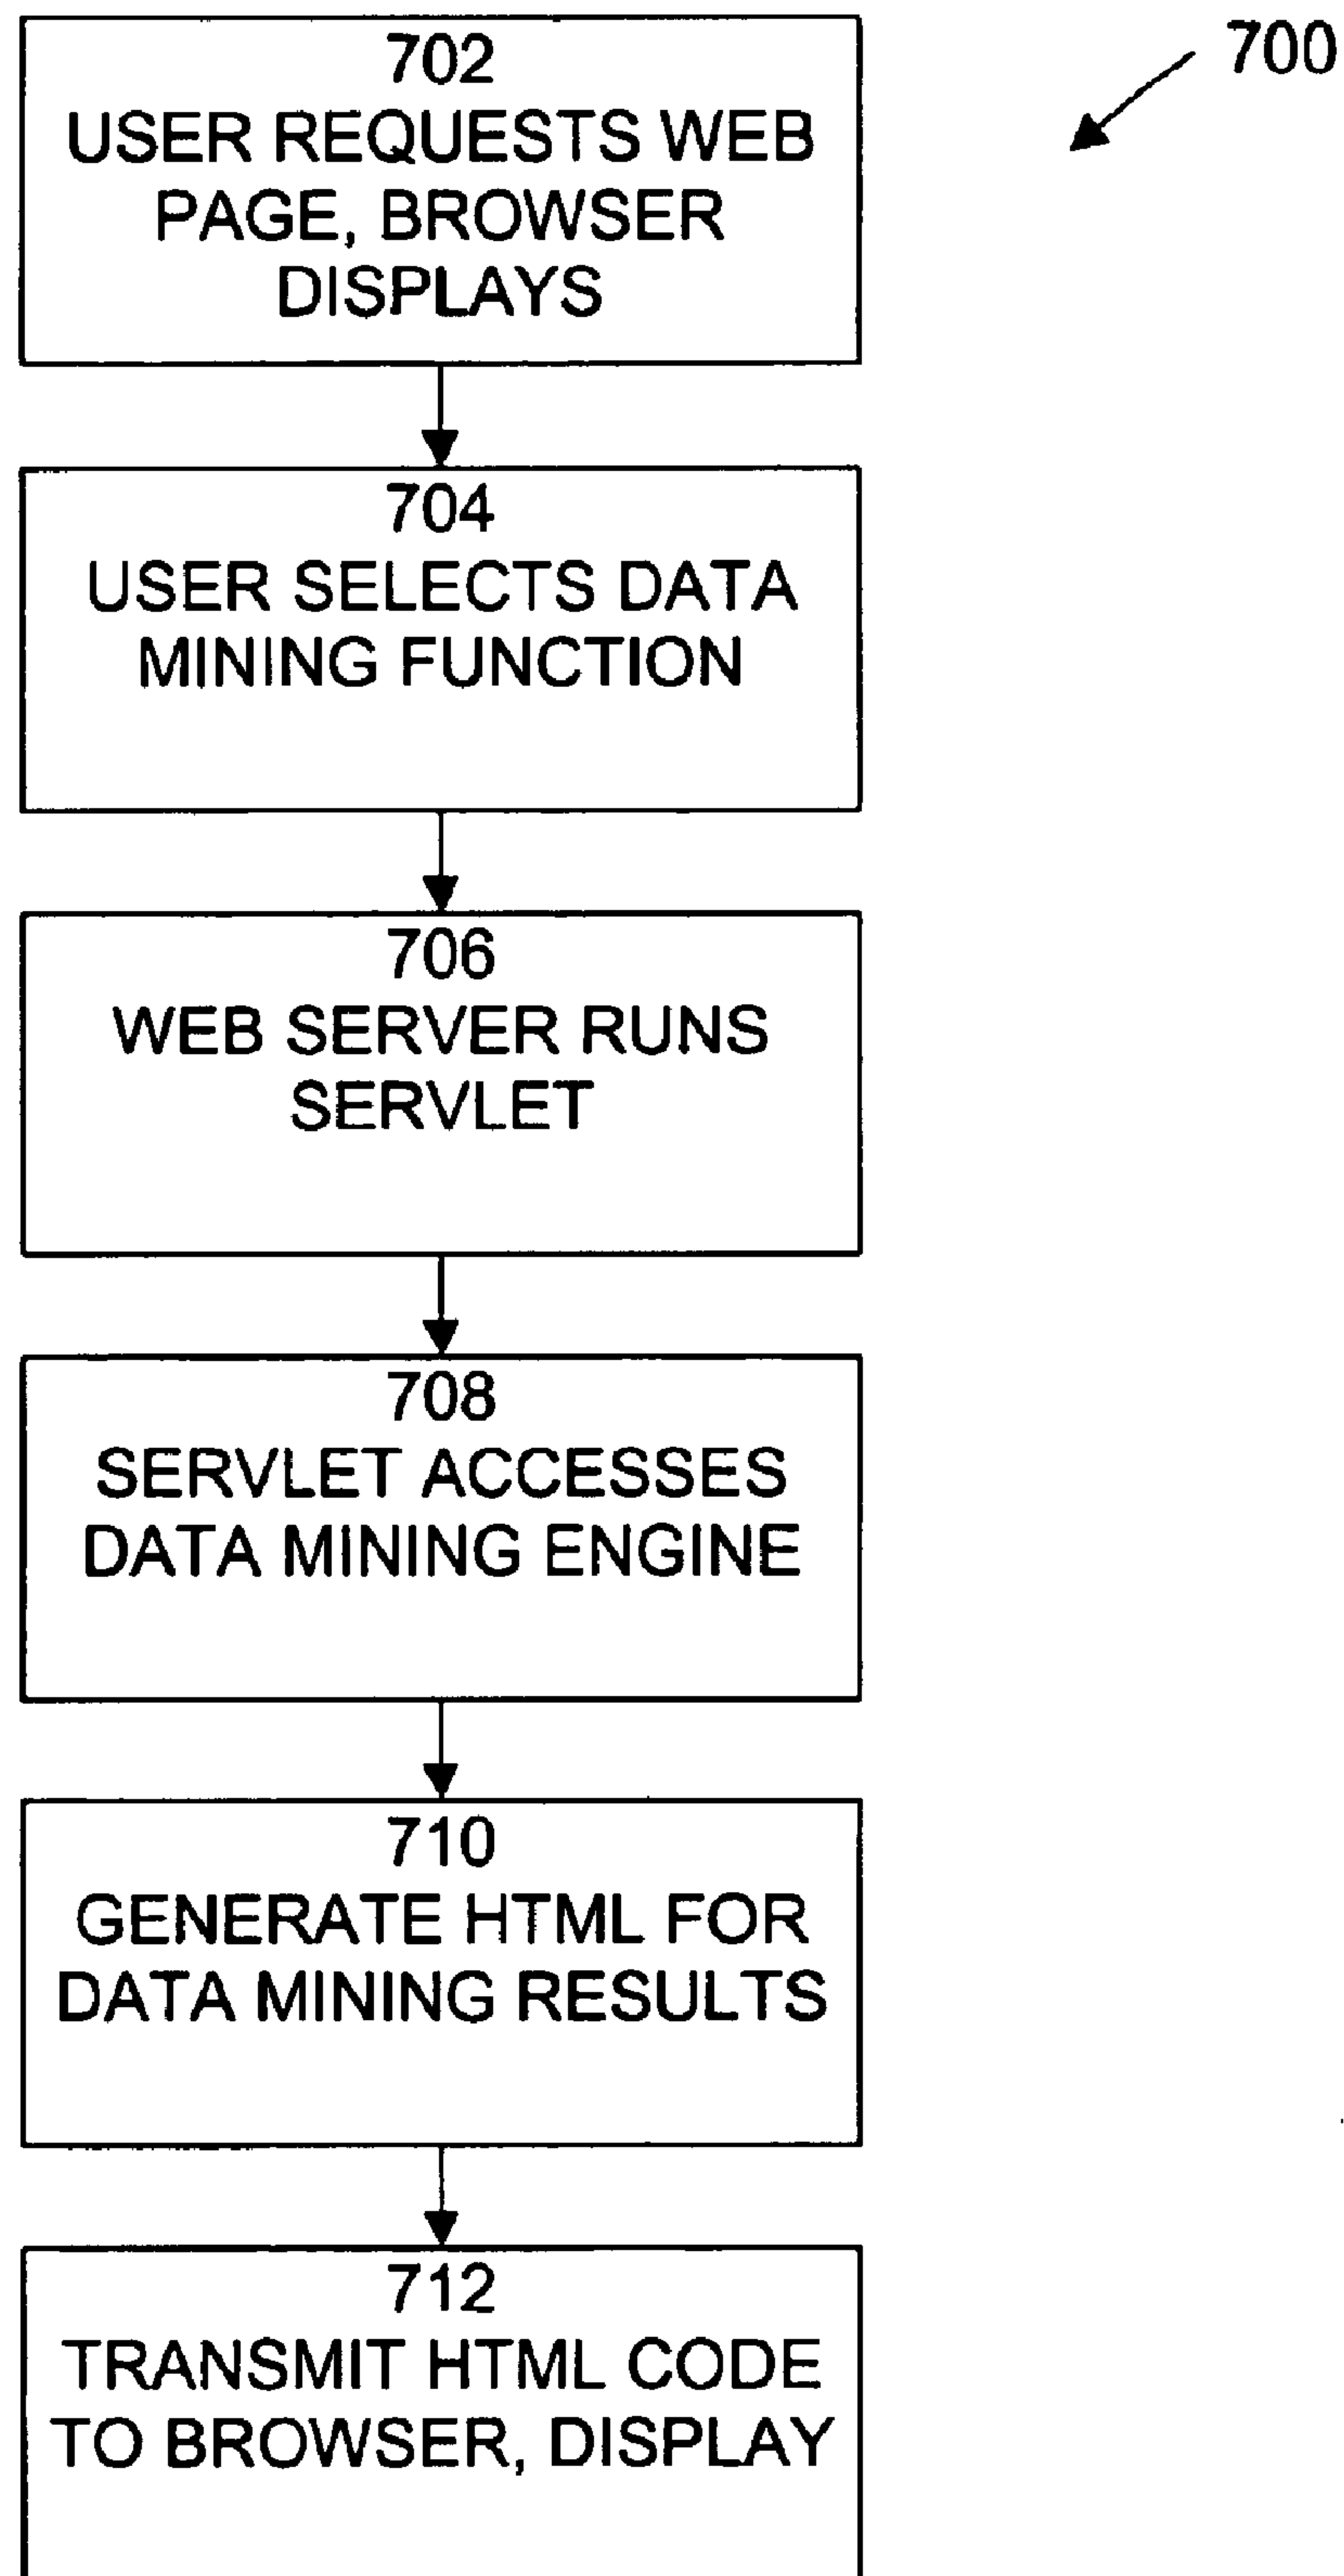 700
702
USER REQUESTS WEB
PAGE, BROWSER
DISPLAYS
704
USER SELECTS DATA
MINING FUNCTION
706
WEB SERVER RUNS
SERVLET
708
SERVLET ACCESSES
DATA MINING ENGINE
710
GENERATE HTML FOR
DATA MINING RESULTS
712
TRANSMIT HTML CODE
TO BROWSER, DISPLAY